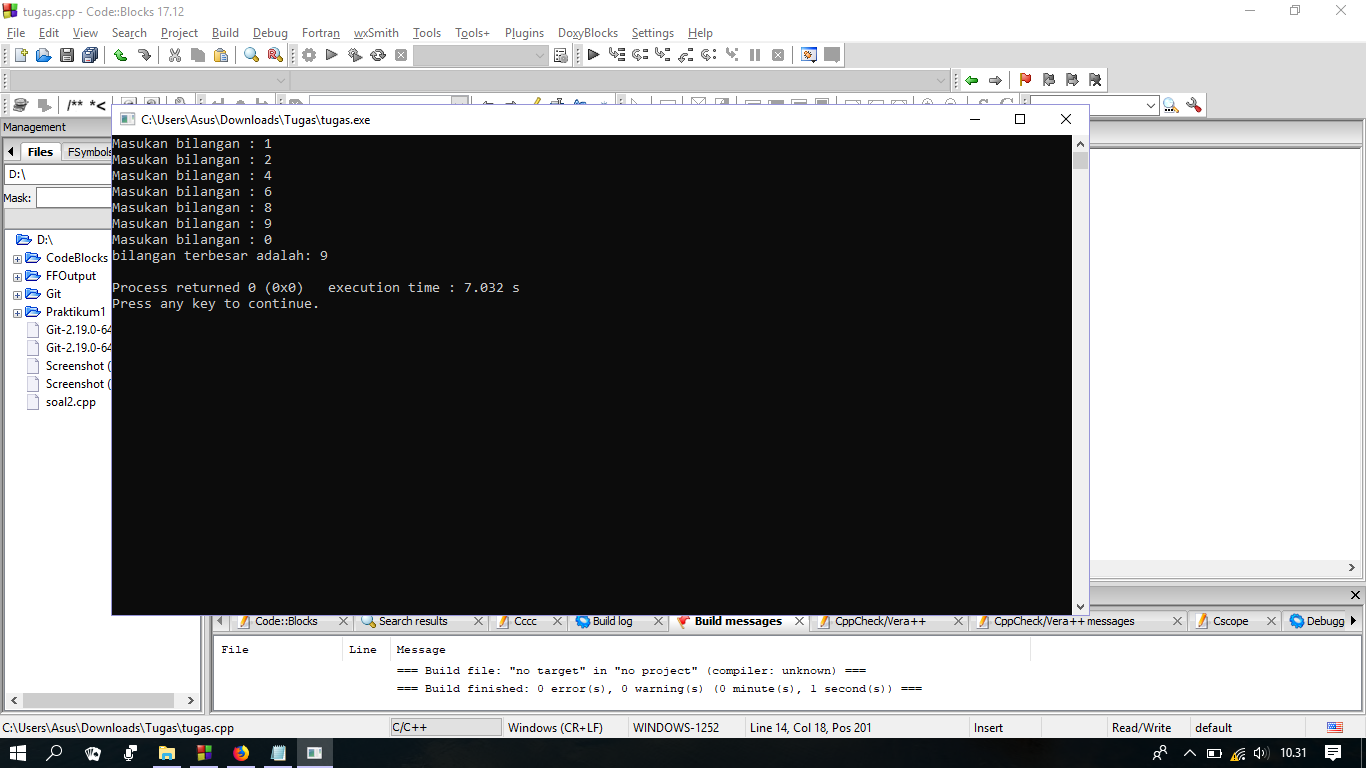 tugas.cpp - Code::Blocks 17.12
File Edit View Search Project Build Debug Fortran wxSmith Tools Tools+ Plugins DoxyBlocks Settings Help
/** *<
Management
C:\Users\Asus\Downloads\Tugas\tugas.exe
Files FSymbols
D:\
Mask:
D:\
CodeBlocks
FFOutput
Git
Praktikum1
Git-2.19.0-64
Git-2.19.0-64
Screenshot (
Screenshot (
soal2.cpp
Masukan bilangan : 1
Masukan bilangan : 2
Masukan bilangan : 4
Masukan bilangan : 6
Masukan bilangan : 8
Masukan bilangan : 9
Masukan bilangan : 0
bilangan terbesar adalah: 9
Process returned 0 (0x0)   execution time : 7.032 s
Press any key to continue.
Code::Blocks Search results Cccc Build log Build messages CppCheck/Vera++ CppCheck/Vera++ messages Cscope Debugg
File Line Message
=== Build file: "no target" in "no project" (compiler: unknown) ===
=== Build finished: 0 error(s), 0 warning(s) (0 minute(s), 1 second(s)) ===
C:\Users\Asus\Downloads\Tugas\tugas.cpp C/C++ Windows (CR+LF) WINDOWS-1252 Line 14, Col 18, Pos 201 Insert Read/Write default
10.31